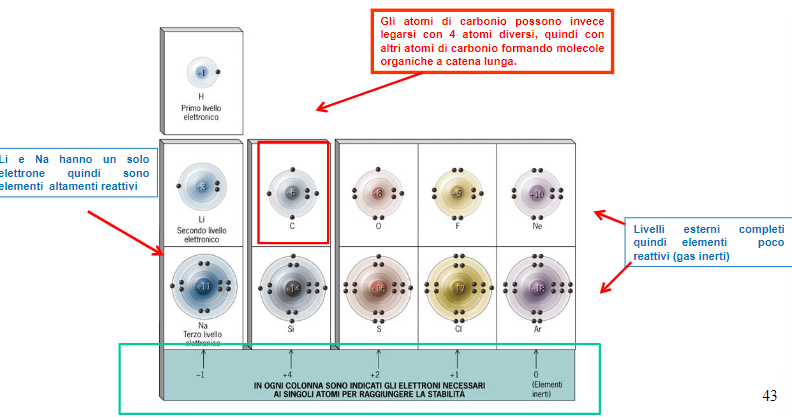 Gli atomi di carbonio possono invece
legarsi con 4 atomi diversi, quindi con
altri atomi di carbonio formando molecole
organiche a catena lunga.
+1
H
Primo livello
elettronico
Li e Na hanno un solo
elettrone quindi sono
elementi altamenti reattivi
+3
Li
Secondo livello
elettronico
+6
C
+8
O
+9
F
+10
Ne
Livelli esterni completi
quindi elementi poco
reattivi (gas inerti)
+11
Na
Terzo livello
elettronico
+14
Si
+16
S
+17
Cl
+18
Ar
–1
+4
+2
+1
0
(Elementi
inerti)
IN OGNI COLONNA SONO INDICATI GLI ELETTRONI NECESSARI
AI SINGOLI ATOMI PER RAGGIUNGERE LA STABILITÀ
43